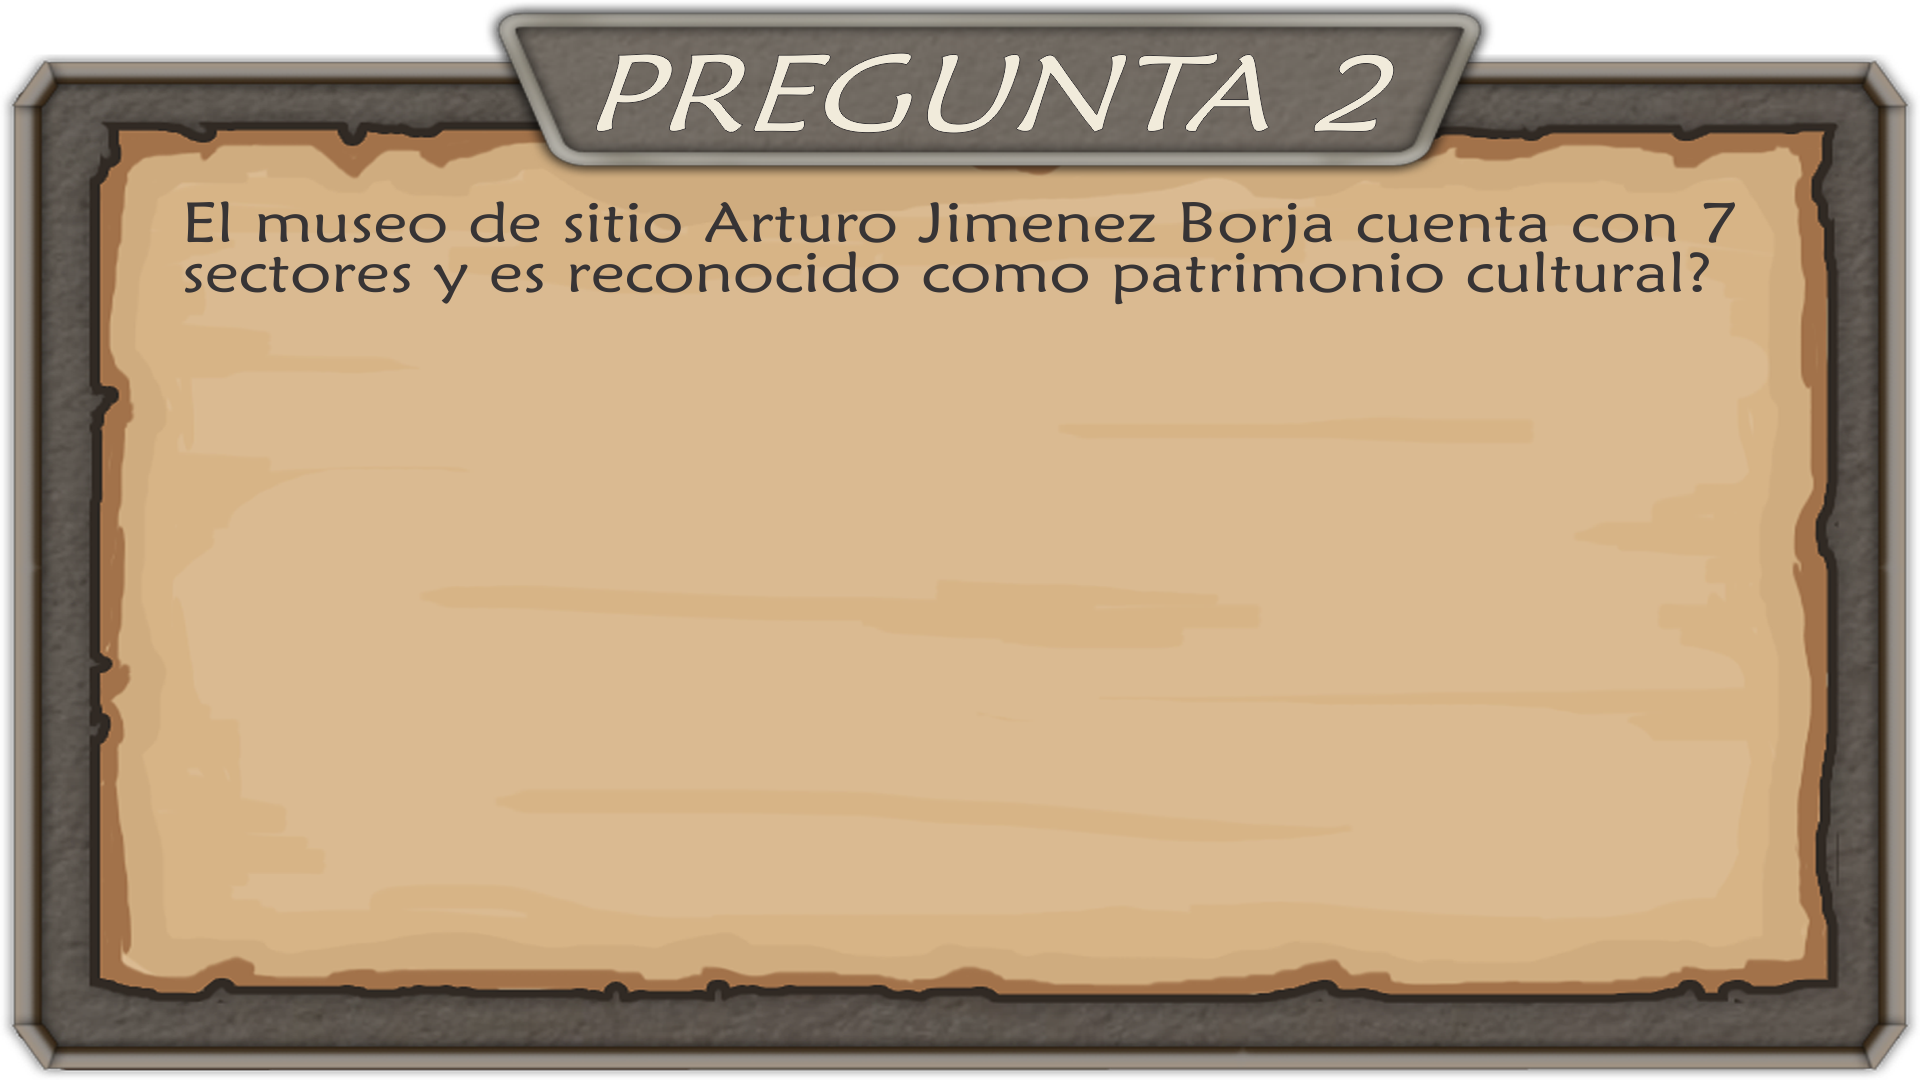 PREGUNTA 2
El museo de sitio Arturo Jimenez Borja cuenta con 7
sectores y es reconocido como patrimonio cultural?